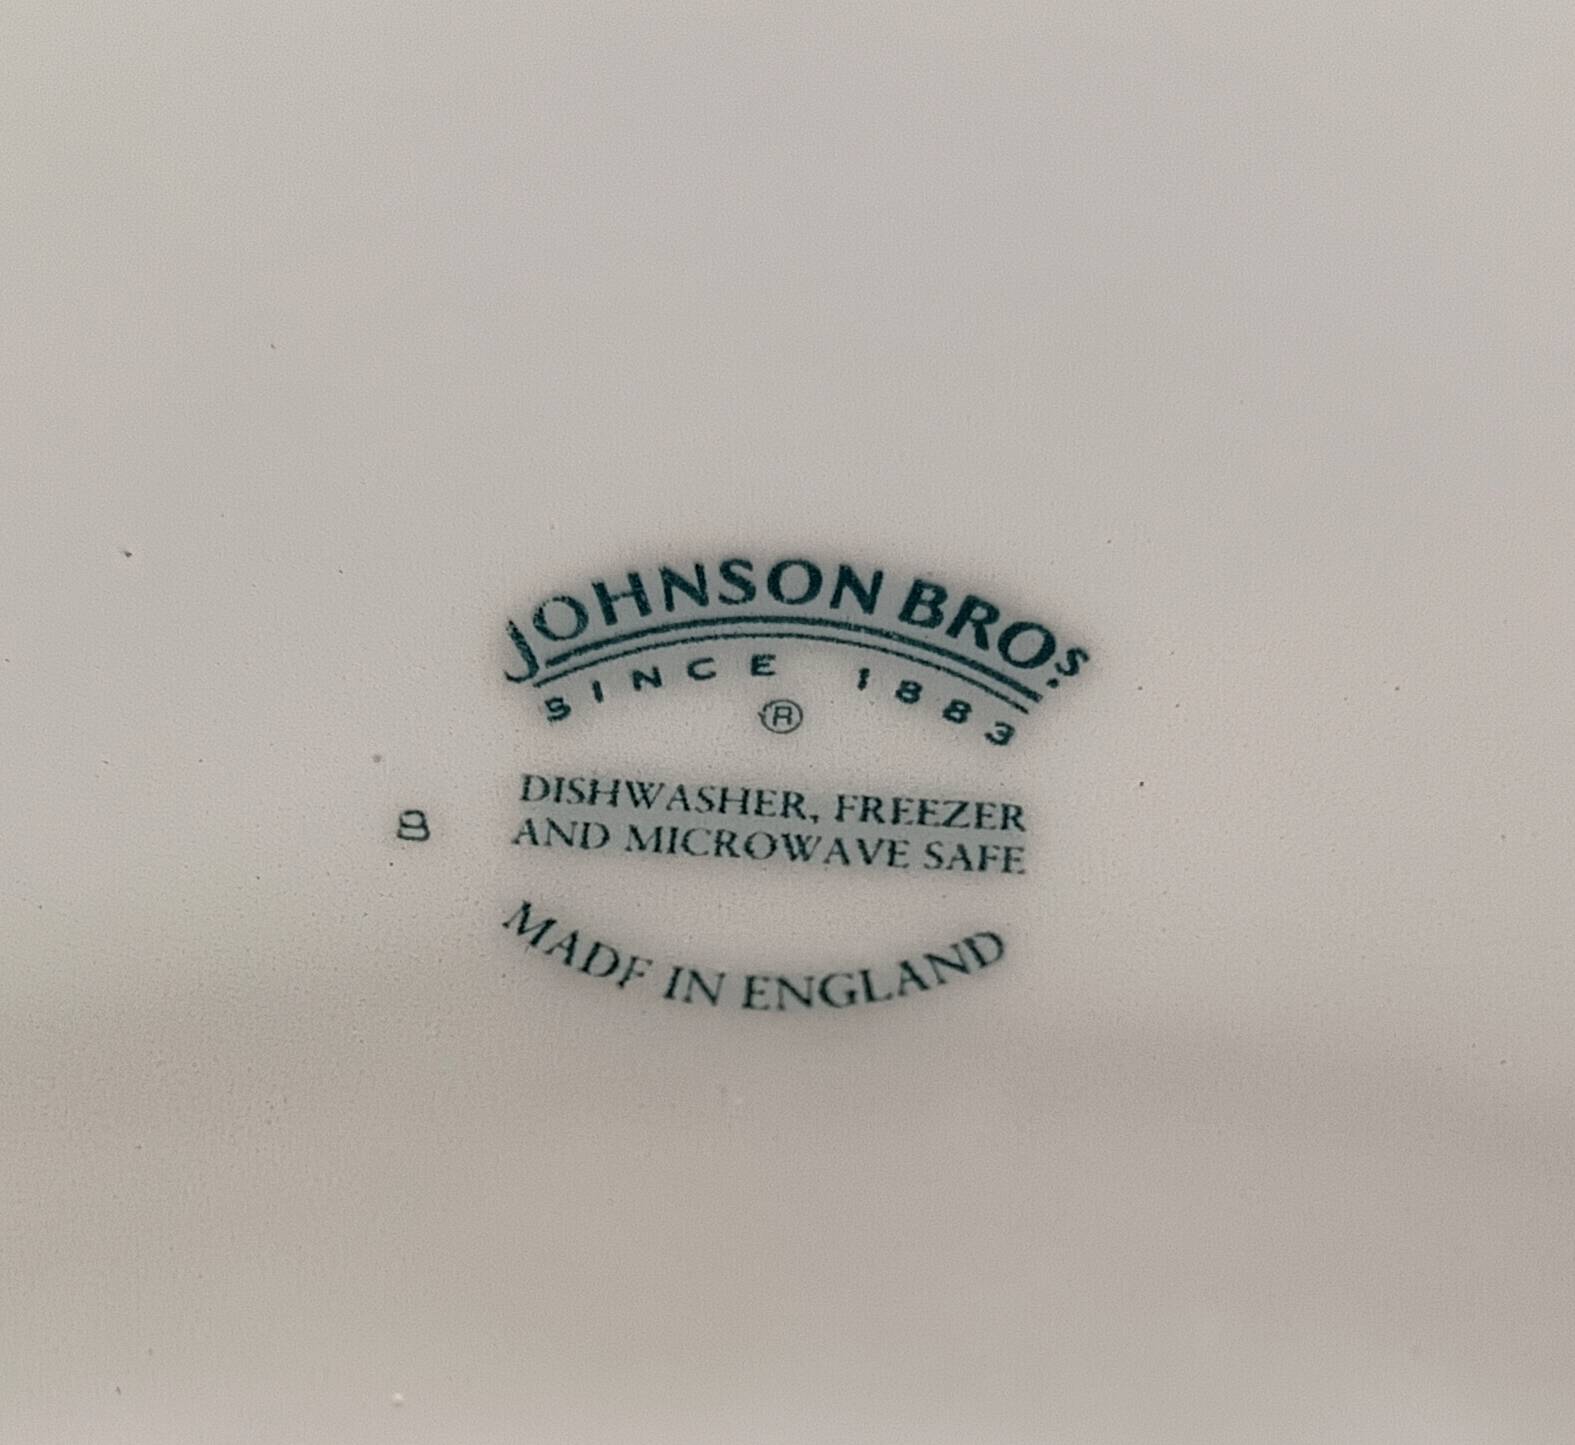 JOHNSON BROS.
SINCE 1883
®
DISHWASHER, FREEZER
AND MICROWAVE SAFE
8
MADE IN ENGLAND